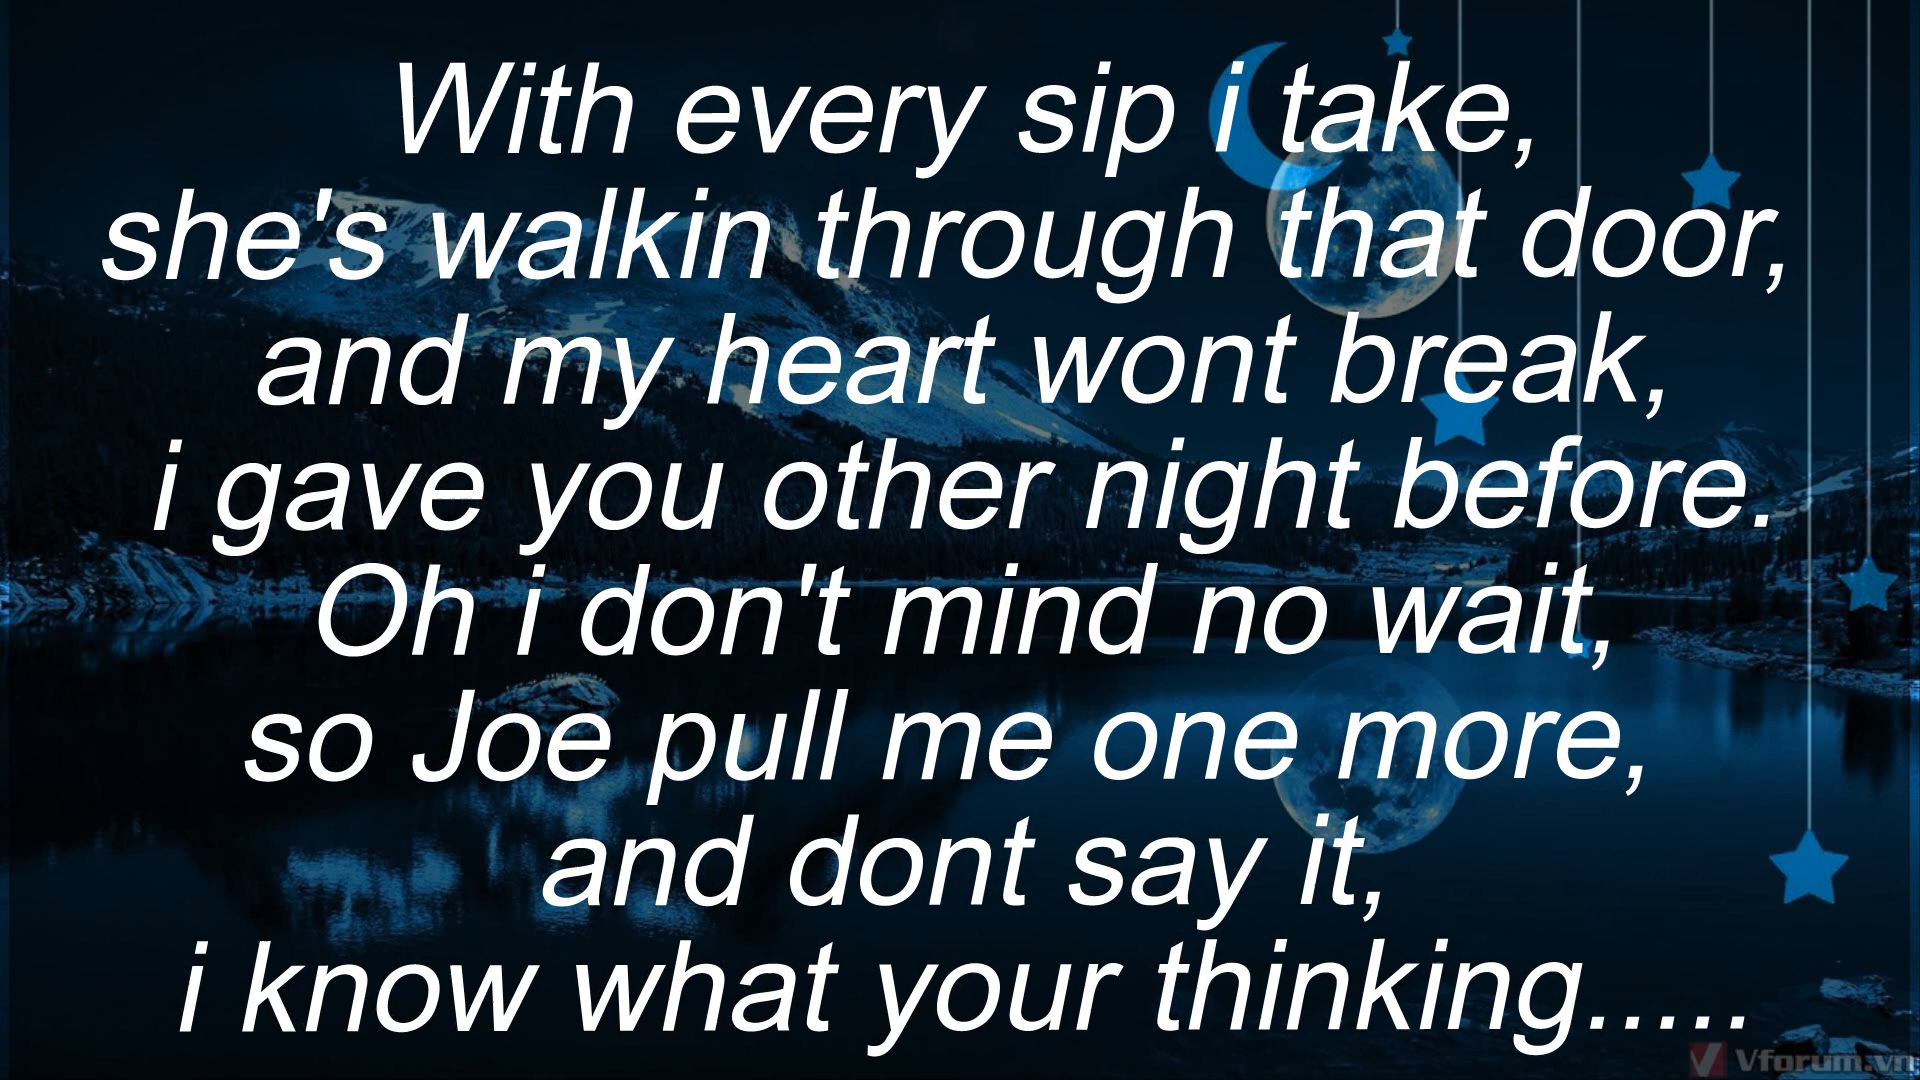 With every sip i take,
she's walkin through that door,
and my heart wont break,
i gave you other night before.
Oh i don't mind no wait,
so Joe pull me one more,
and dont say it,
i know what your thinking.....
Vforum.vn